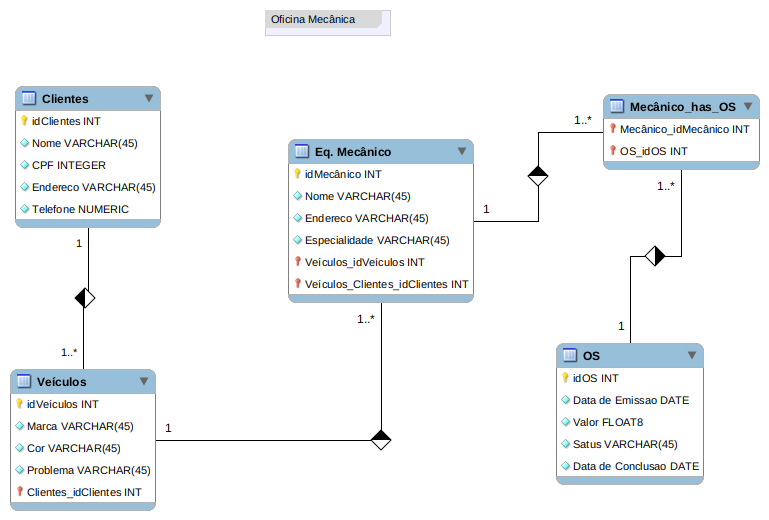 Oficina Mecânica
Clientes
idClientes INT
Nome VARCHAR(45)
CPF INTEGER
Endereco VARCHAR(45)
Telefone NUMERIC
1
1..*
Veículos
idVeículos INT
Marca VARCHAR(45)
Cor VARCHAR(45)
Problema VARCHAR(45)
Clientes_idClientes INT
1
1..*
Eq. Mecânico
idMecânico INT
Nome VARCHAR(45)
Endereco VARCHAR(45)
Especialidade VARCHAR(45)
Veículos_idVeículos INT
Veículos_Clientes_idClientes INT
1
1..*
Mecânico_has_OS
Mecânico_idMecânico INT
OS_idOS INT
1..*
1
OS
idOS INT
Data de Emissao DATE
Valor FLOAT8
Satus VARCHAR(45)
Data de Conclusao DATE